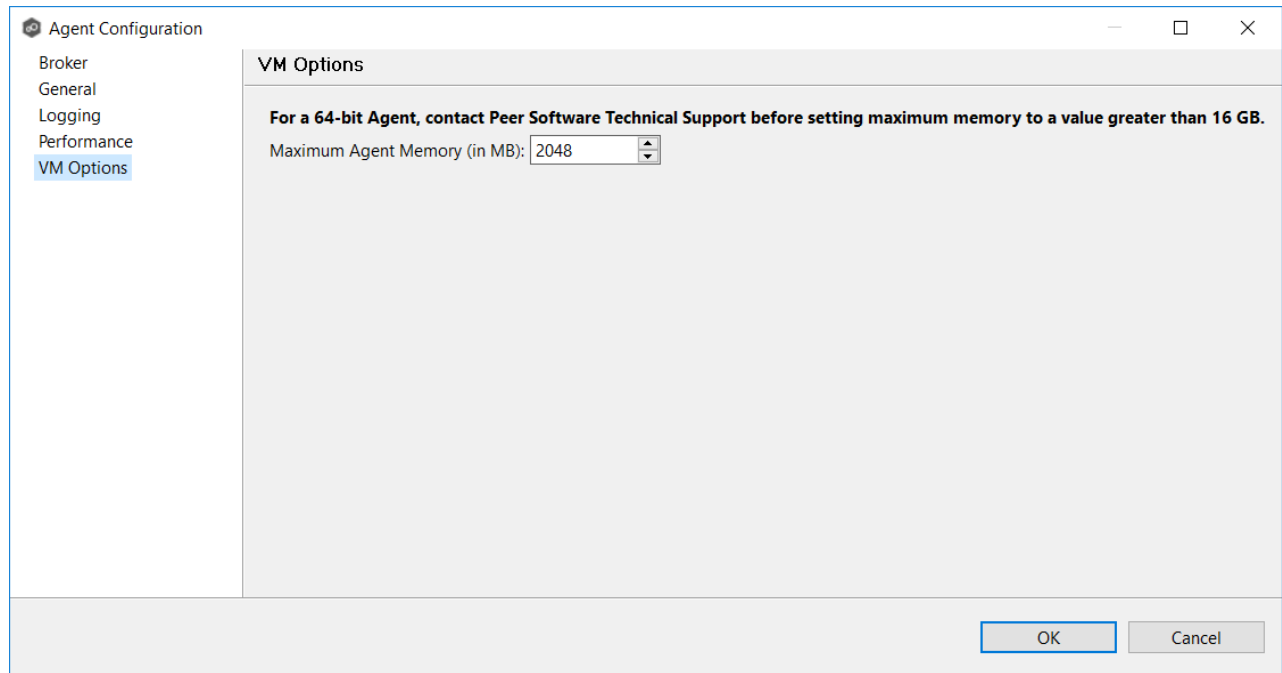 Agent Configuration
Broker
General
Logging
Performance
VM Options
VM Options
For a 64-bit Agent, contact Peer Software Technical Support before setting maximum memory to a value greater than 16 GB.
Maximum Agent Memory (in MB): 2048
OK Cancel